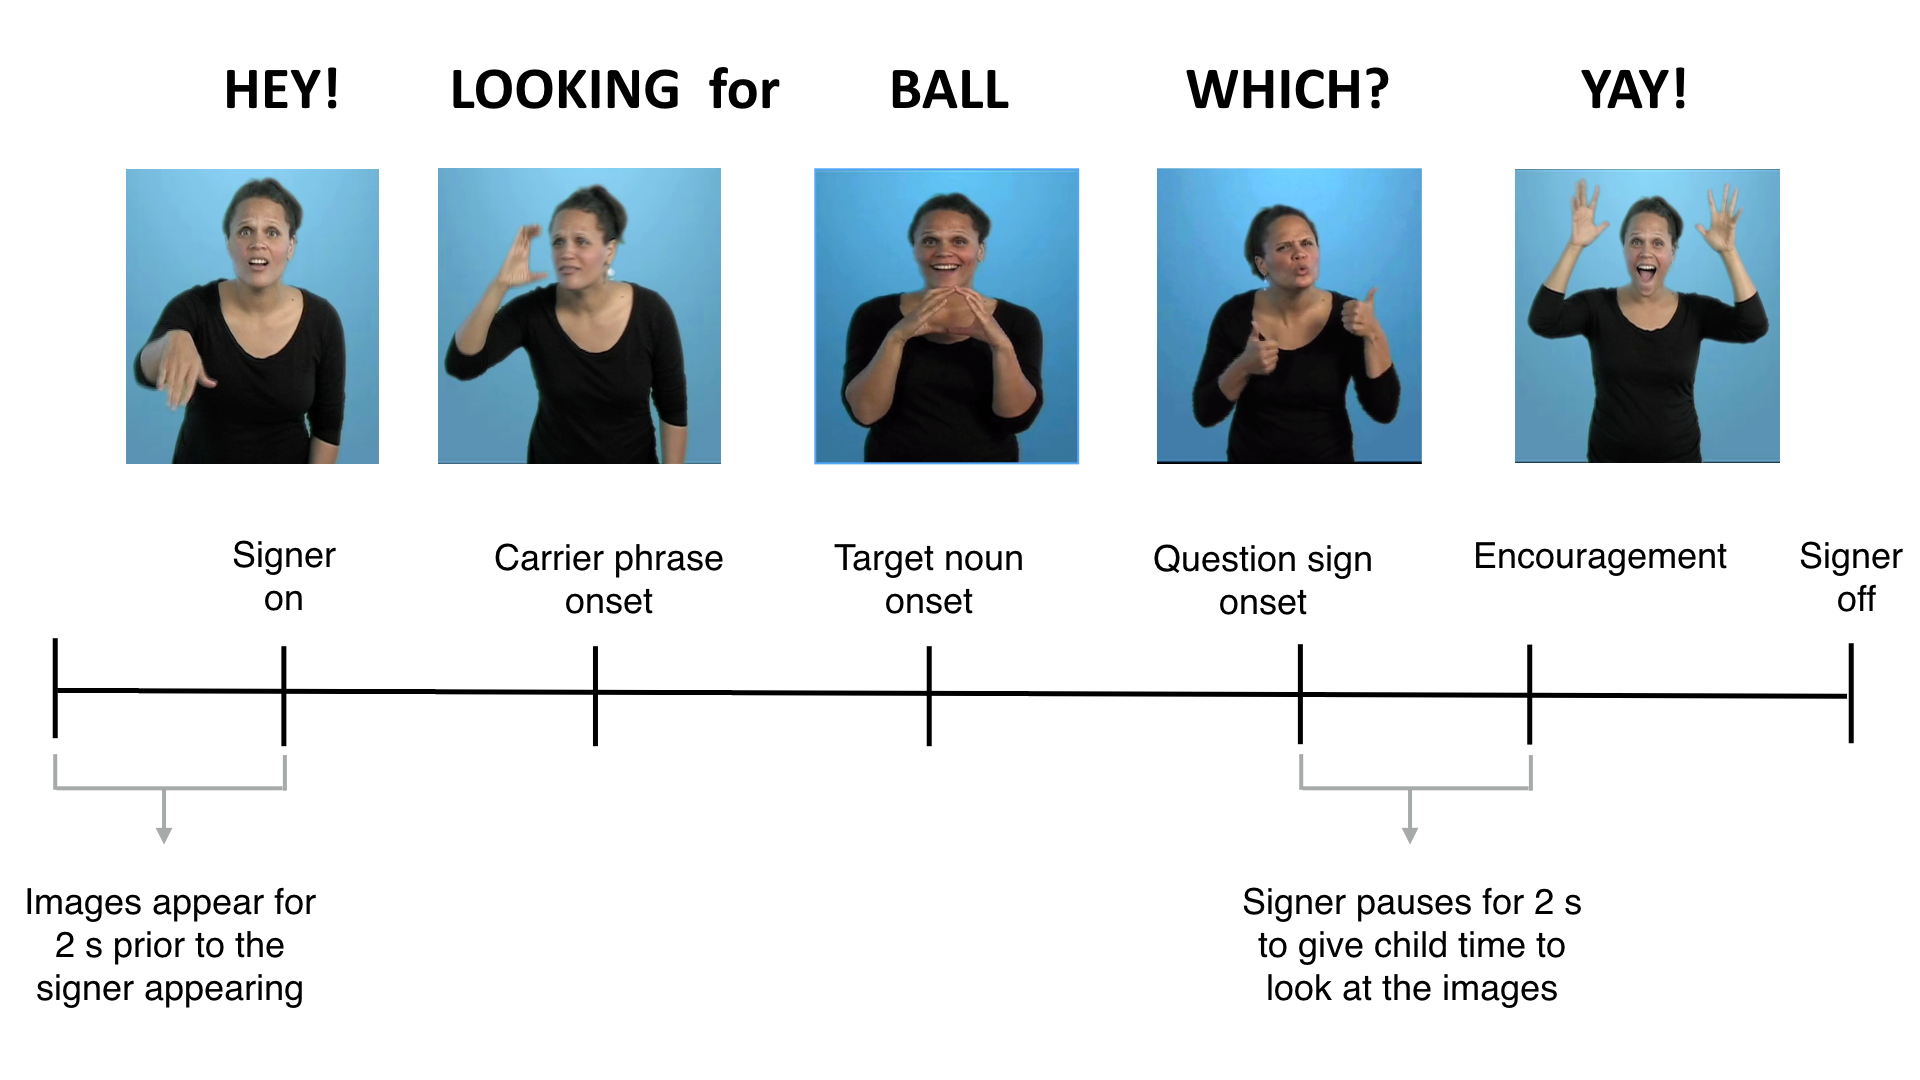 HEY! LOOKING for BALL WHICH? YAY!
Signer
on
Carrier phrase
onset
Target noun
onset
Question sign
onset
Encouragement
Signer
off
Images appear for
2 s prior to the
signer appearing
Signer pauses for 2 s
to give child time to
look at the images